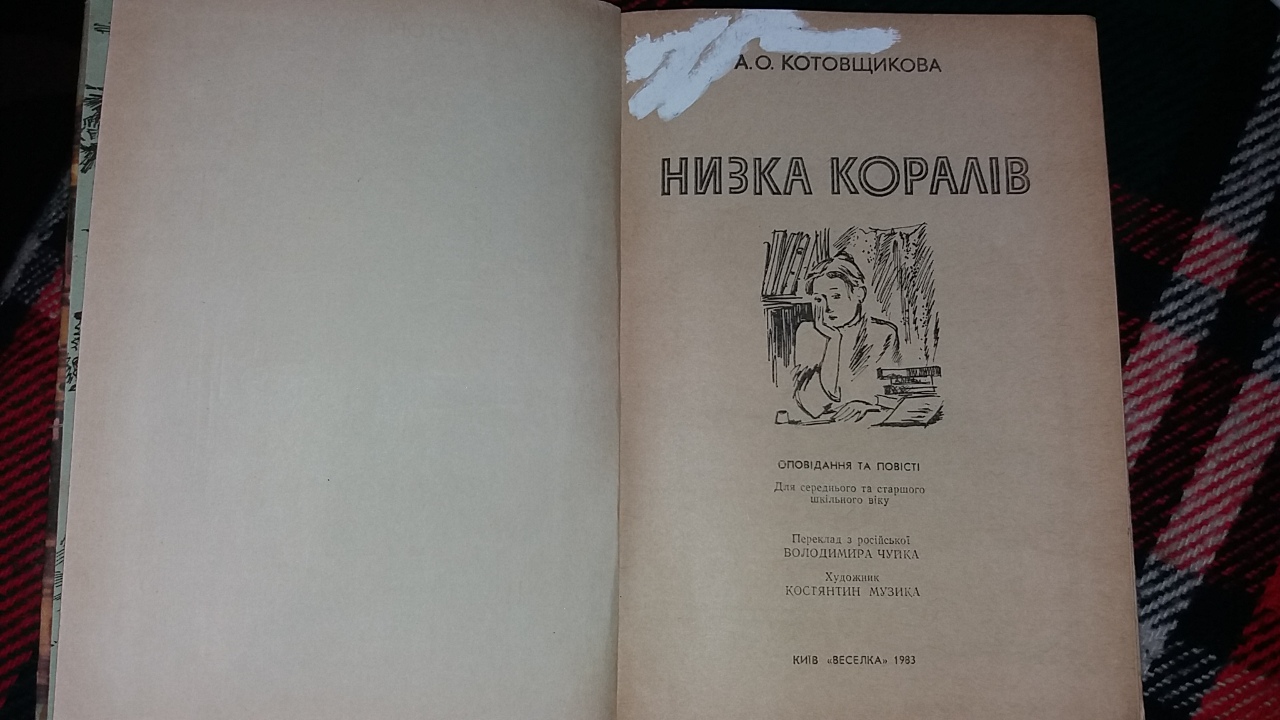 А.О. КОТОВЩИКОВА
НИЗКА КОРАЛІВ
ОПОВІДАННЯ ТА ПОВІСТІ
Для середнього та старшого
шкільного віку
Переклад з російської
ВОЛОДИМИРА ЧУЙКА
Художник
КОСТЯНТИН МУЗИКА
КИЇВ «ВЕСЕЛКА» 1983